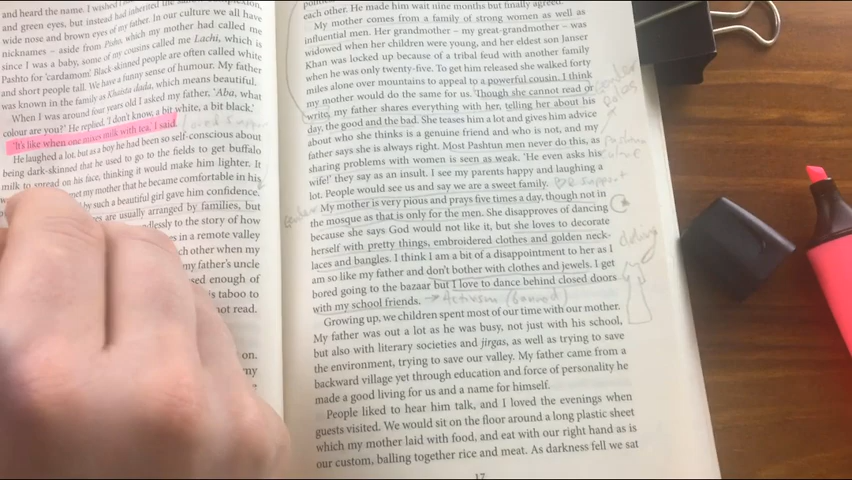 and heard the name. I wished I
and green eyes, but instead had inherited the
wide nose and brown eyes of my father. In our culture we all have
nicknames – aside from Pisho, which my mother had called me
since I was a baby, some of my cousins called me Lachi, which is
Pashto for 'cardamom'. Black-skinned people are often called white
and short people tall. We have a funny sense of humour. My father
was known in the family as Khaista dada, which means beautiful.
When I was around four years old I asked my father, 'Aba, what
colour are you?' He replied, 'I don't know, a bit white, a bit black.'
'It's like when one mixes milk with tea,' I said.
He laughed a lot, but as a boy he had been so self-conscious about
being dark-skinned that he used to go to the fields to get buffalo
milk to spread on his face, thinking it would make him lighter. It
met my mother that he became comfortable in his
by such a beautiful girl gave him confidence.
are usually arranged by families, but
the story of how
in a remote valley
each other when my
my father's uncle
enough of
is taboo to
not read.
on.
my
each other. He made him wait nine months but finally agreed.
My mother comes from a family of strong women as well as
influential men. Her grandmother – my great-grandmother – was
widowed when her children were young, and her eldest son Janser
Khan was locked up because of a tribal feud with another family
when he was only twenty-five. To get him released she walked forty
miles alone over mountains to appeal to a powerful cousin. I think
my mother would do the same for us. Though she cannot read or
write, my father shares everything with her, telling her about his
day, the good and the bad. She teases him a lot and gives him advice
about who she thinks is a genuine friend and who is not, and my
father says she is always right. Most Pashtun men never do this, as
sharing problems with women is seen as weak. 'He even asks his
wife!' they say as an insult. I see my parents happy and laughing a
lot. People would see us and say we are a sweet family.
My mother is very pious and prays five times a day, though not in
the mosque as that is only for the men. She disapproves of dancing
because she says God would not like it, but she loves to decorate
herself with pretty things, embroidered clothes and golden neck-
laces and bangles. I think I am a bit of a disappointment to her as I
am so like my father and don't bother with clothes and jewels. I get
bored going to the bazaar but I love to dance behind closed doors
with my school friends. → Activism (banned)
Growing up, we children spent most of our time with our mother.
My father was out a lot as he was busy, not just with his school,
but also with literary societies and jirgas, as well as trying to save
the environment, trying to save our valley. My father came from a
backward village yet through education and force of personality he
made a good living for us and a name for himself.
People liked to hear him talk, and I loved the evenings when
guests visited. We would sit on the floor around a long plastic sheet
which my mother laid with food, and eat with our right hand as is
our custom, balling together rice and meat. As darkness fell we sat
17